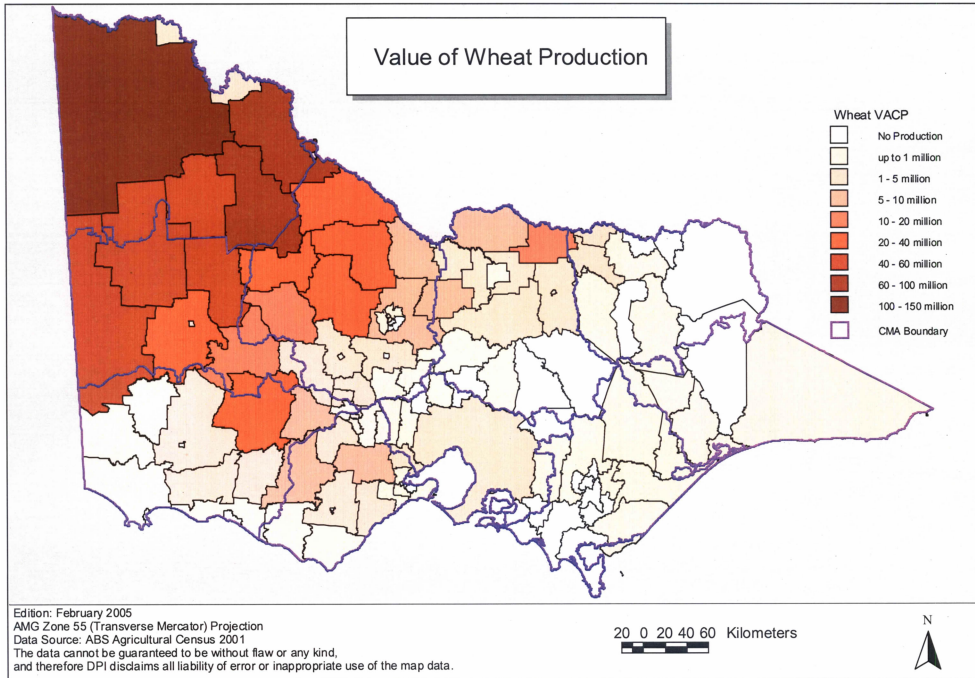 Value of Wheat Production
Wheat VACP
No Production
up to 1 million
1 - 5 million
5 - 10 million
10 - 20 million
20 - 40 million
40 - 60 million
60 - 100 million
100 - 150 million
CMA Boundary
Edition: February 2005
AMG Zone 55 (Transverse Mercator) Projection
Data Source: ABS Agricultural Census 2001
The data cannot be guaranteed to be without flaw or any kind,
and therefore DPI disclaims all liability of error or inappropriate use of the map data.
20 0 20 40 60 Kilometers
N